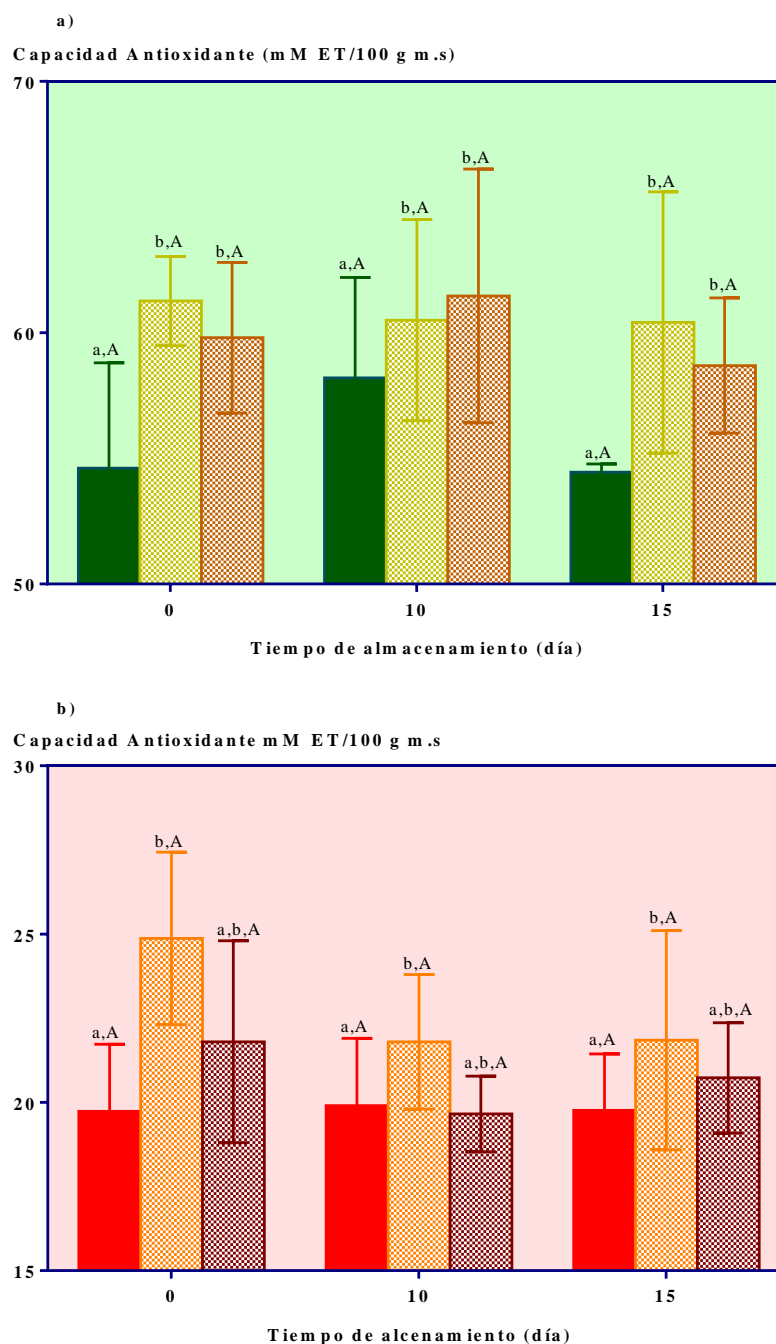 a)
Capacidad Antioxidante (mM ET/100 g m.s)
70
b,A
b,A
b,A
b,A
b,A
a,A
b,A
60
a,A
a,A
50
0 10 15
Tiempo de almacenamiento (día)
b)
Capacidad Antioxidante mM ET/100 g m.s
30
b,A
a,b,A
b,A
25
b,A
a,A
a,A
a,b,A
a,A
a,b,A
20
15
0 10 15
Tiempo de alcenamiento (día)